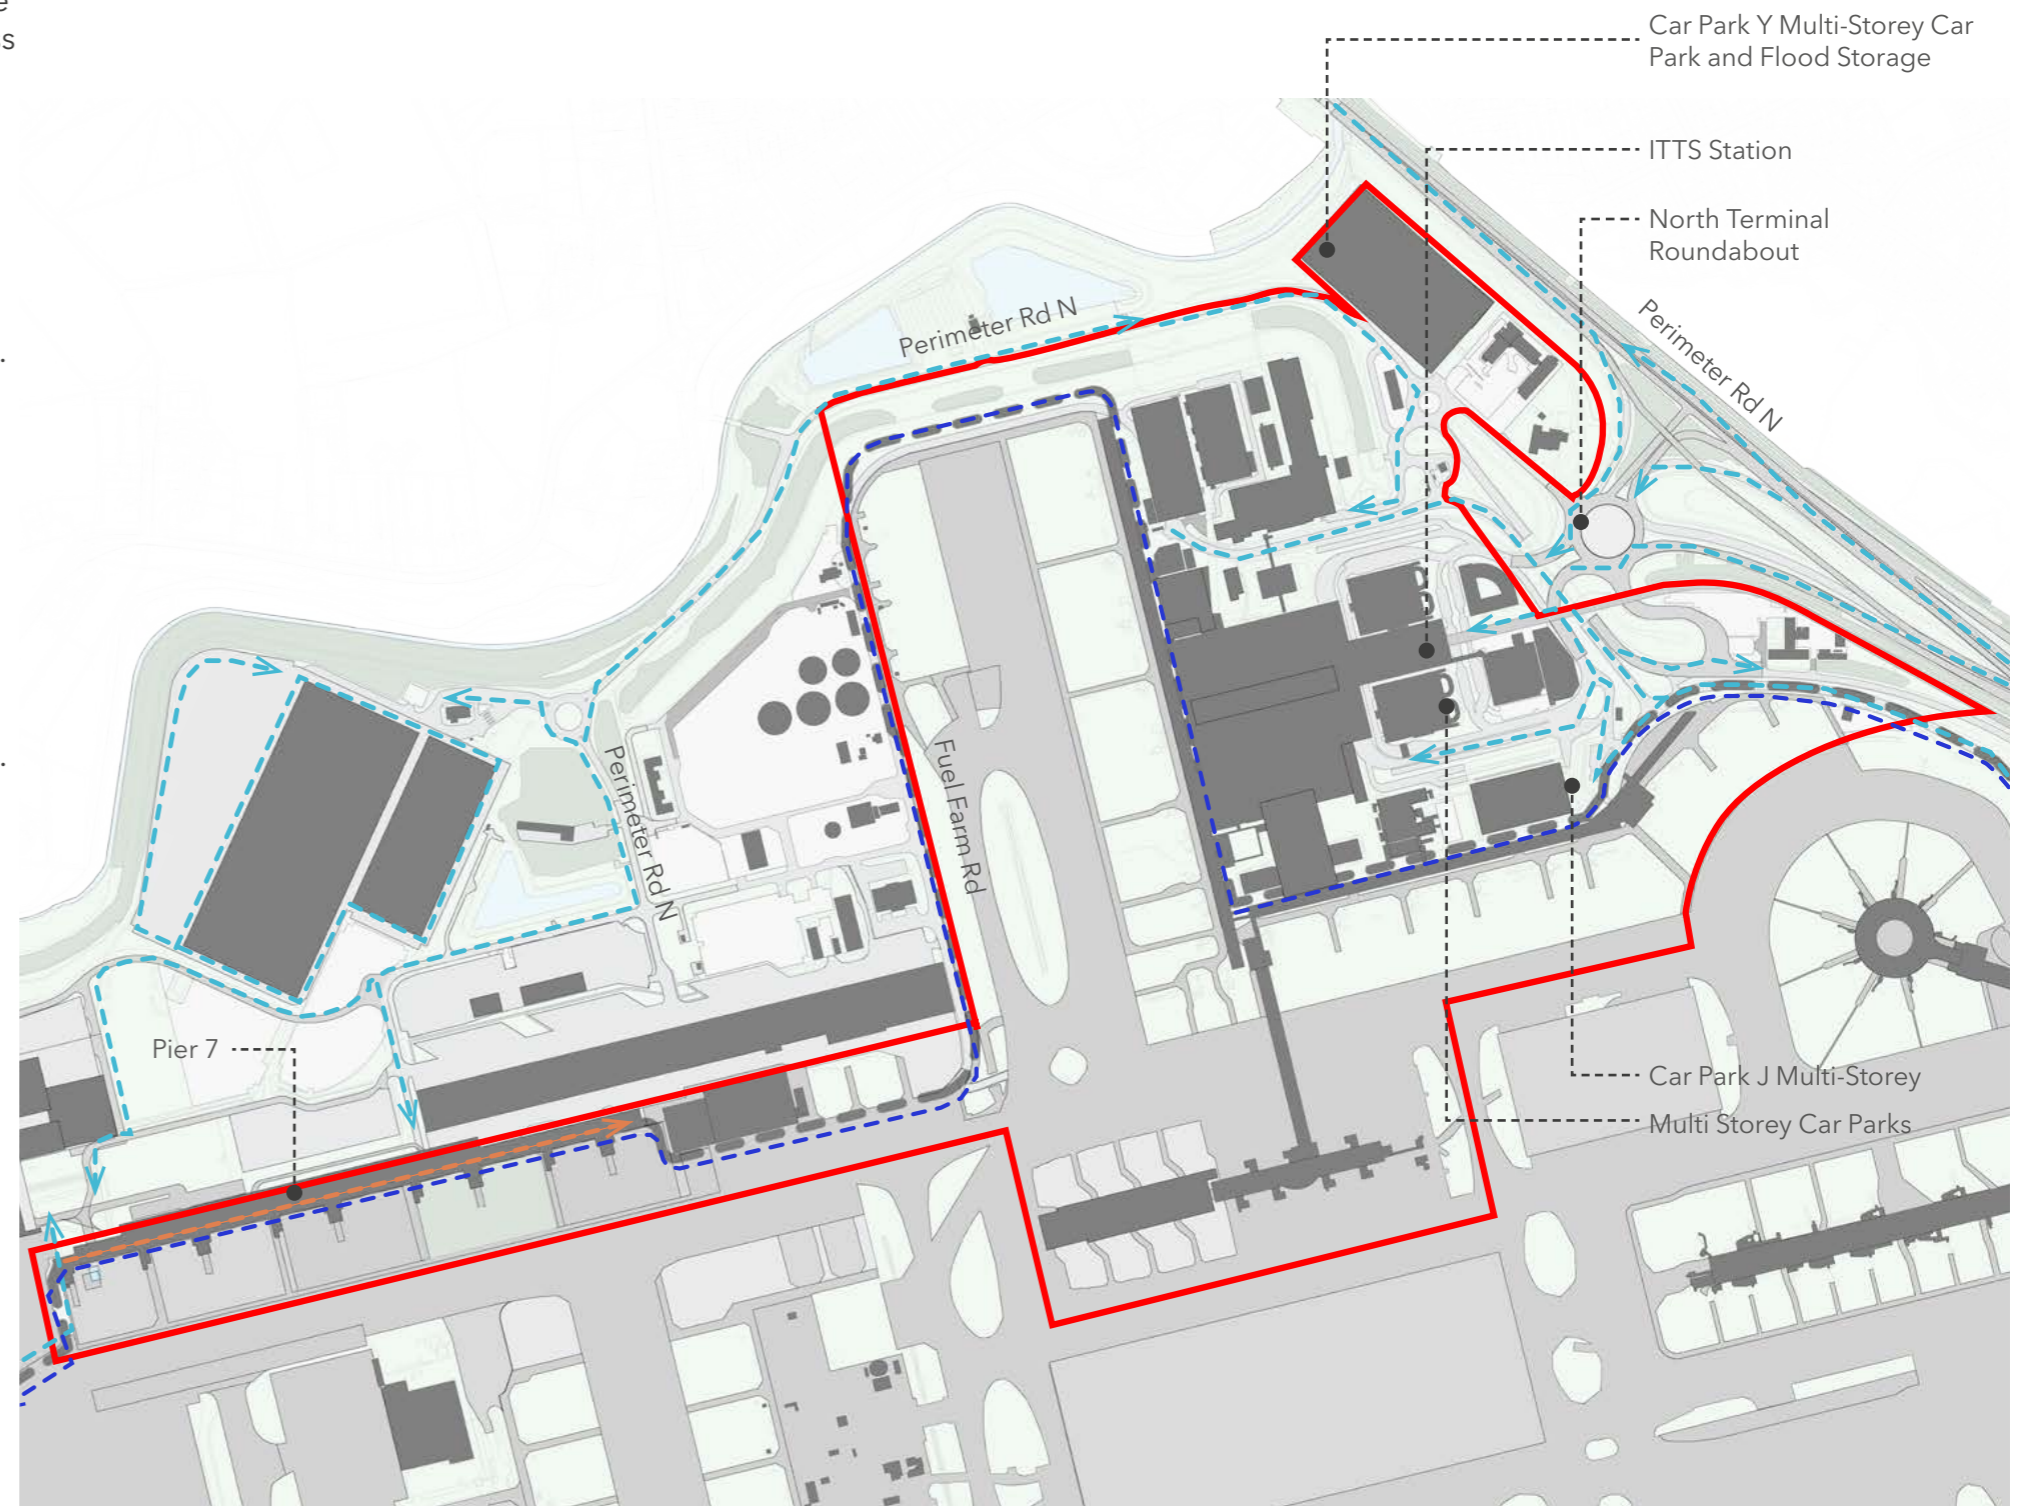 e
s
Car Park Y Multi-Storey Car
Park and Flood Storage
ITTS Station
North Terminal
Roundabout
Perimeter Rd N
Perimeter Rd N
.
Fuel Farm Rd
Perimeter Rd N
.
Pier 7
Car Park J Multi-Storey
Multi Storey Car Parks